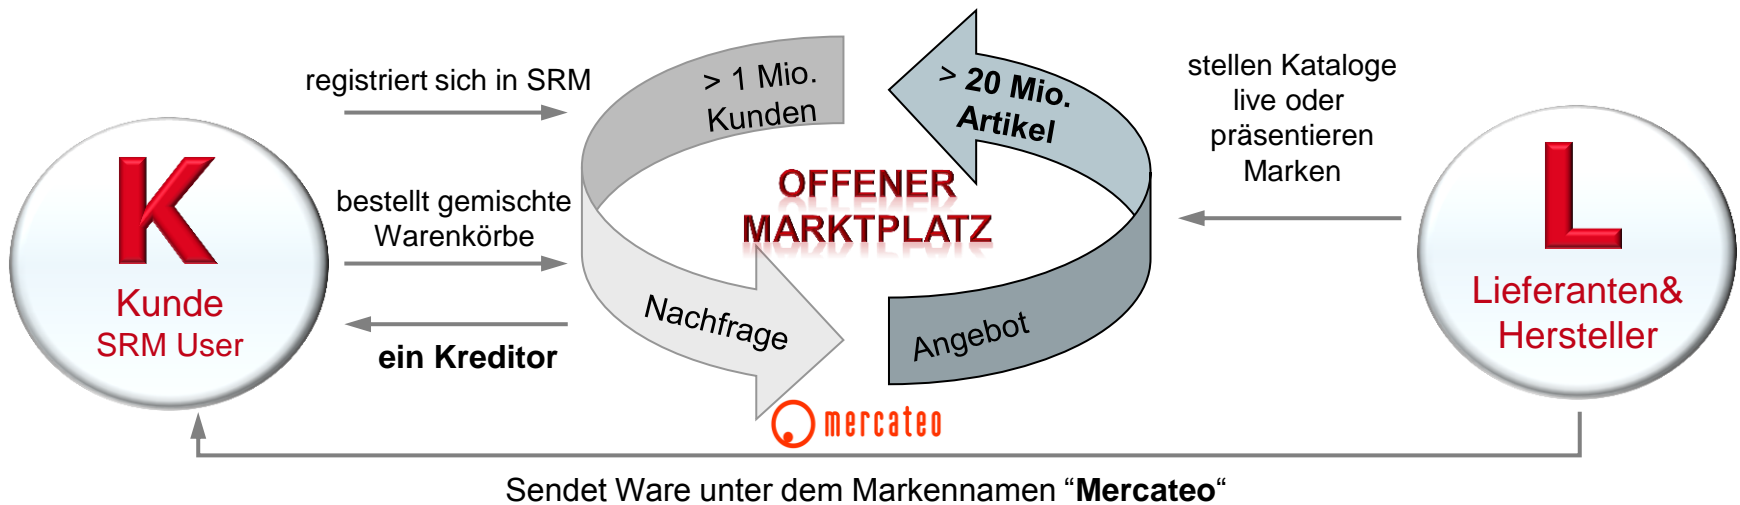 registriert sich in SRM
K
Kunde
SRM User
bestellt gemischte
Warenkörbe
ein Kreditor
> 1 Mio.
Kunden
> 20 Mio.
Artikel
OFFENER
MARKTPLATZ
Nachfrage
Angebot
mercateo
stellen Kataloge
live oder
präsentieren
Marken
L
Lieferanten&
Hersteller
Sendet Ware unter dem Markennamen “Mercateo“